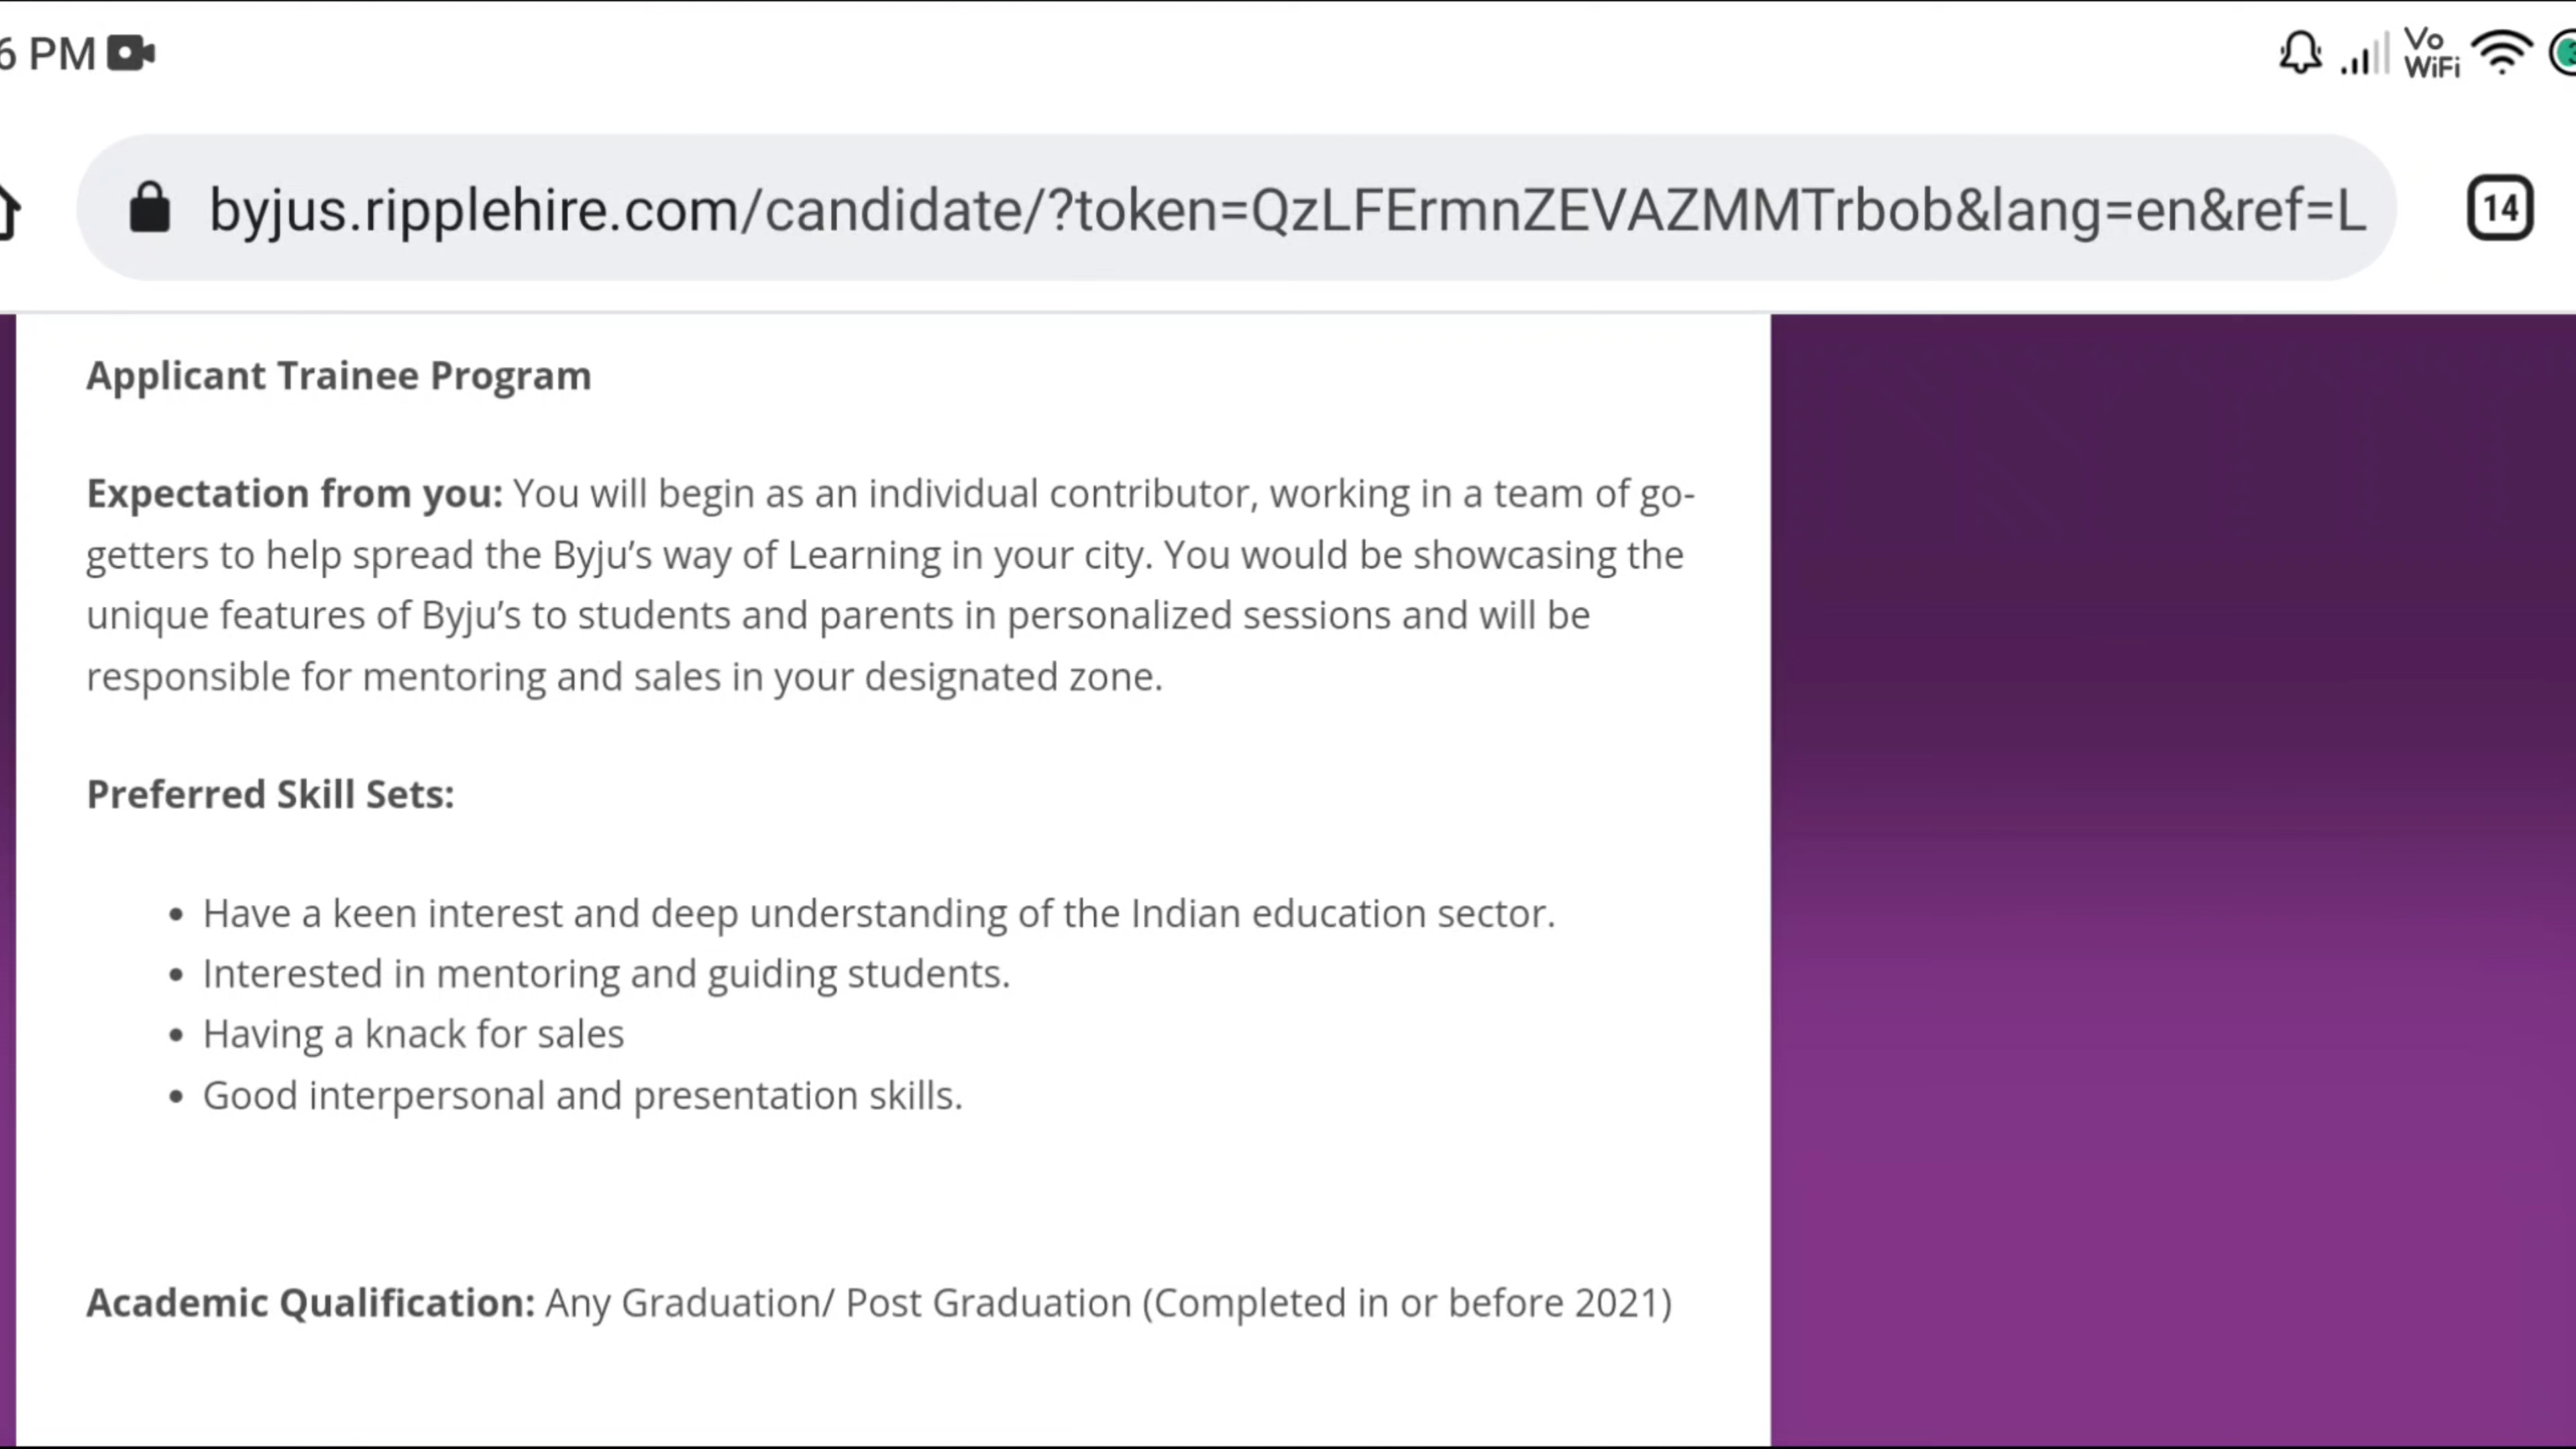 6 PM
Vo
WiFi
byjus.ripplehire.com/candidate/?token=QzLFErmnZEVAZMMTrbob&lang=en&ref=L
14
Applicant Trainee Program
Expectation from you: You will begin as an individual contributor, working in a team of go-
getters to help spread the Byju’s way of Learning in your city. You would be showcasing the
unique features of Byju’s to students and parents in personalized sessions and will be
responsible for mentoring and sales in your designated zone.
Preferred Skill Sets:
• Have a keen interest and deep understanding of the Indian education sector.
• Interested in mentoring and guiding students.
• Having a knack for sales
• Good interpersonal and presentation skills.
Academic Qualification: Any Graduation/ Post Graduation (Completed in or before 2021)